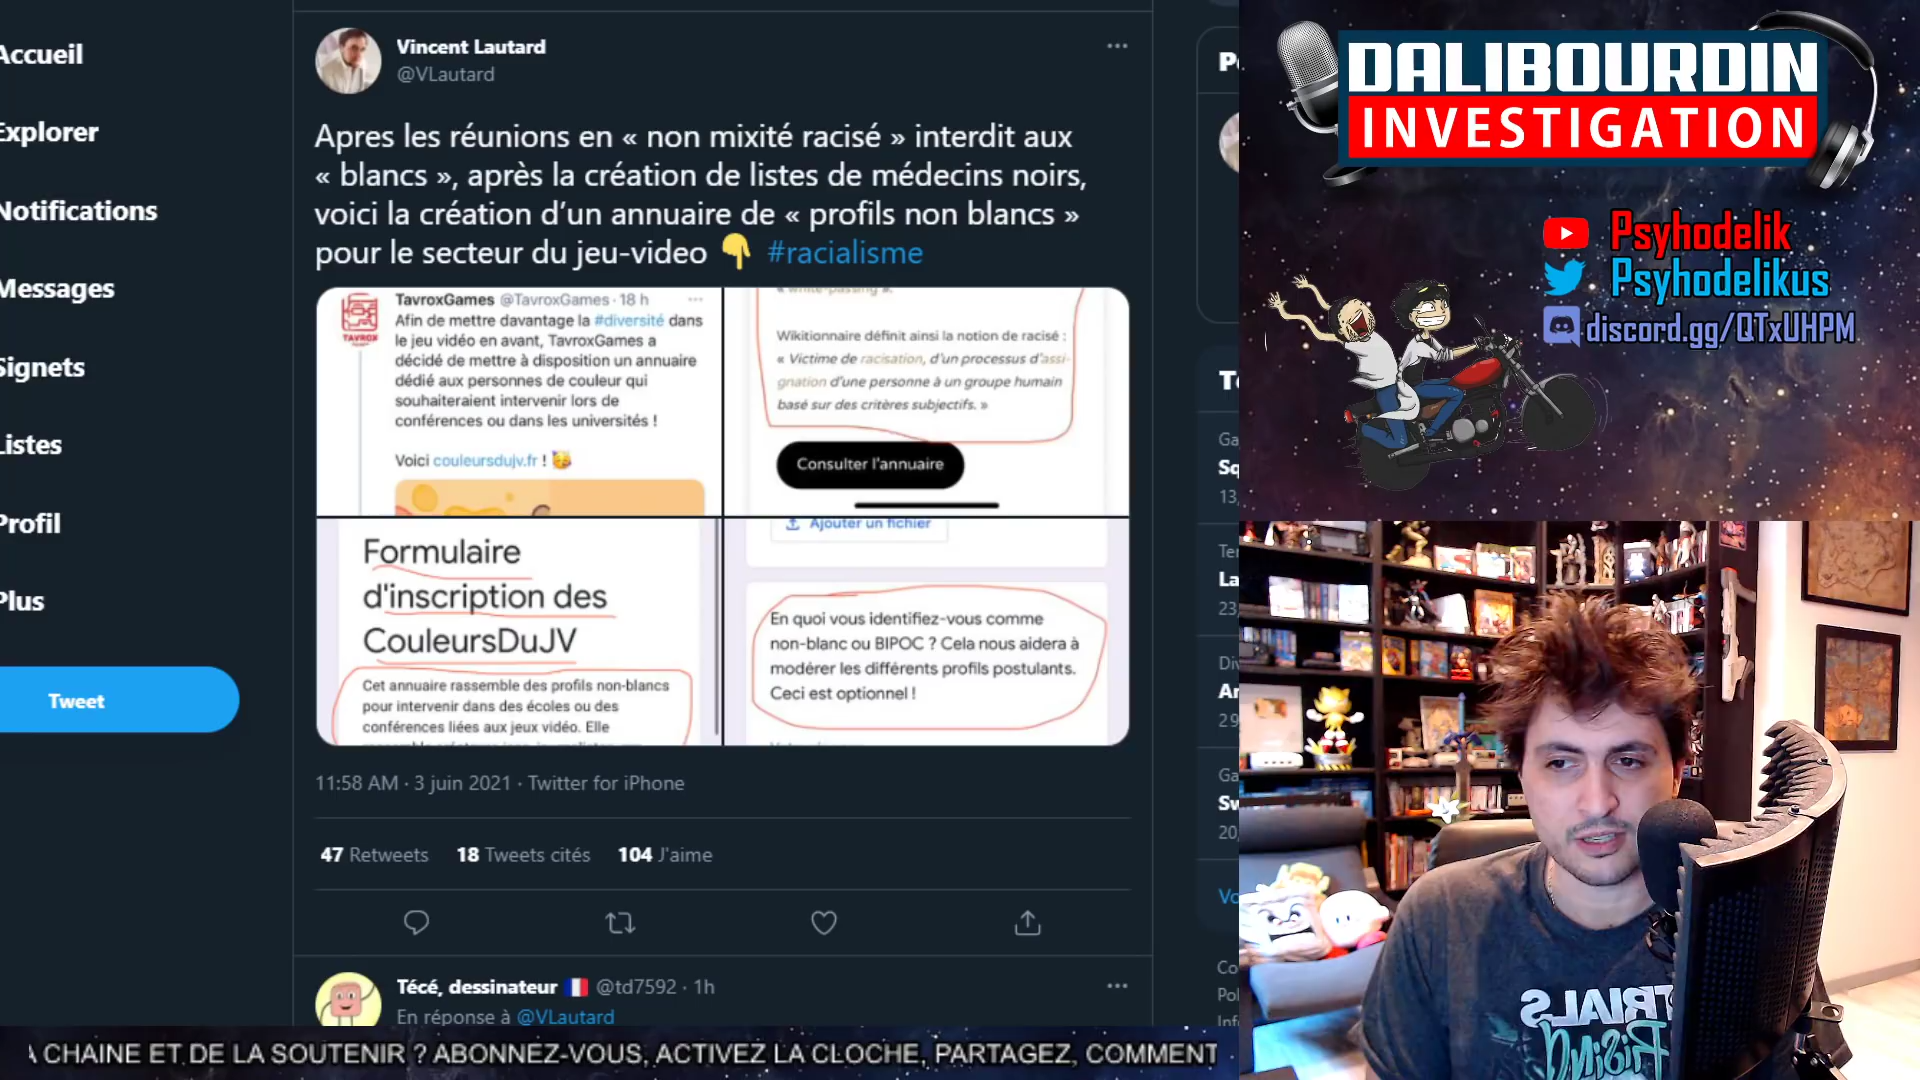 Accueil
Explorer
Notifications
Messages
Signets
Listes
Profil
Plus
Tweet
Vincent Lautard
@VLautard
Apres les réunions en « non mixité racisé » interdit aux
« blancs », après la création de listes de médecins noirs,
voici la création d’un annuaire de « profils non blancs »
pour le secteur du jeu-video 👇 #racialisme
TavroxGames @TavroxGames · 18 h
Afin de mettre davantage la #diversité dans
le jeu vidéo en avant, TavroxGames a
décidé de mettre à disposition un annuaire
dédié aux personnes de couleur qui
souhaiteraient intervenir lors de
conférences ou dans les universités !
Voici couleursdujv.fr ! 🥳
TAVROX
« white-passing ».
Wikitionnaire définit ainsi la notion de racisé :
« Victime de racisation, d'un processus d'assi-
gnation d'une personne à un groupe humain
basé sur des critères subjectifs. »
Consulter l'annuaire
Formulaire
d'inscription des
CouleursDuJV
Cet annuaire rassemble des profils non-blancs
pour intervenir dans des écoles ou des
conférences liées aux jeux vidéo. Elle
Ajouter un fichier
En quoi vous identifiez-vous comme
non-blanc ou BIPOC ? Cela nous aidera à
modérer les différents profils postulants.
Ceci est optionnel !
11:58 AM · 3 juin 2021 · Twitter for iPhone
47 Retweets 18 Tweets cités 104 J'aime
Técé, dessinateur 🇫🇷 @td7592 · 1h
En réponse à @VLautard
DALIBOURDIN
INVESTIGATION
Psyhodelik
Psyhodelikus
discord.gg/QTxUHPM
TRIALS
Rising
A CHAINE ET DE LA SOUTENIR ? ABONNEZ-VOUS, ACTIVEZ LA CLOCHE, PARTAGEZ, COMMENT